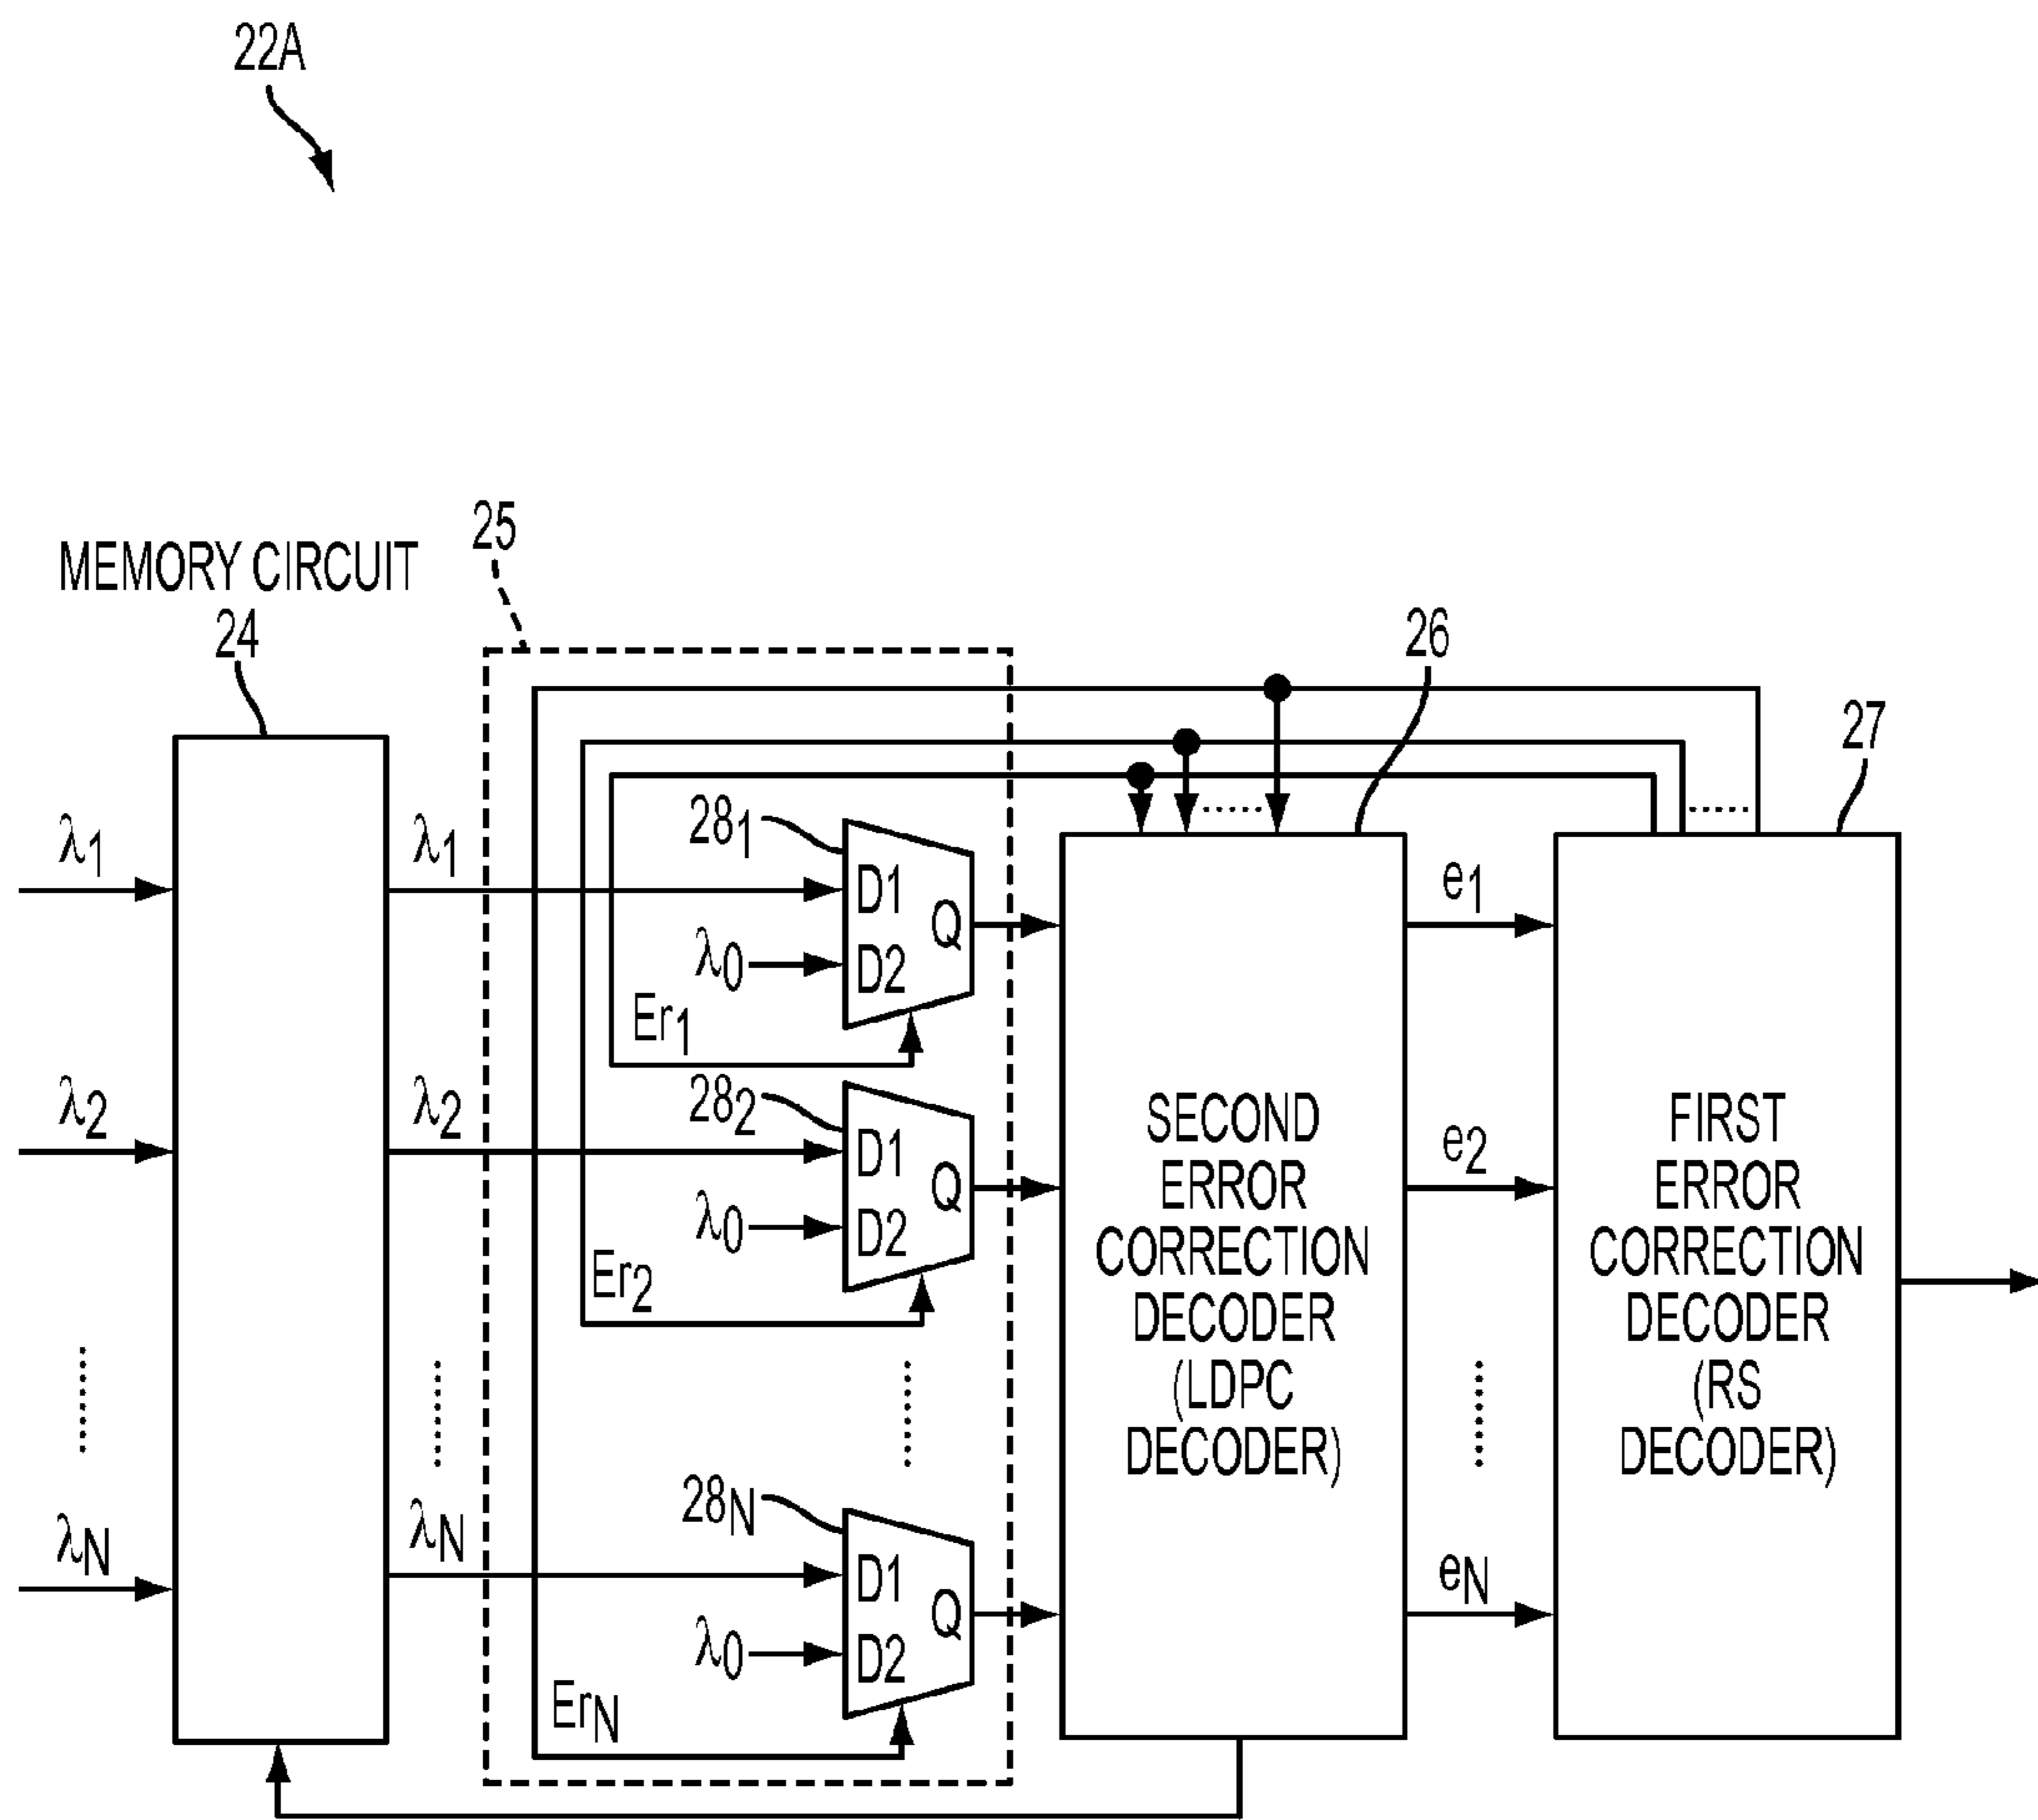 22A
25
MEMORY CIRCUIT
24
26
27
λ1
λ1
281
D1
Q
λ0
D2
Er1
e1
λ2
λ2
282
D1
Q
λ0
D2
Er2
e2
SECOND
ERROR
CORRECTION
DECODER
(LDPC
DECODER)
FIRST
ERROR
CORRECTION
DECODER
(RS
DECODER)
λN
λN
28N
D1
Q
λ0
D2
ErN
eN